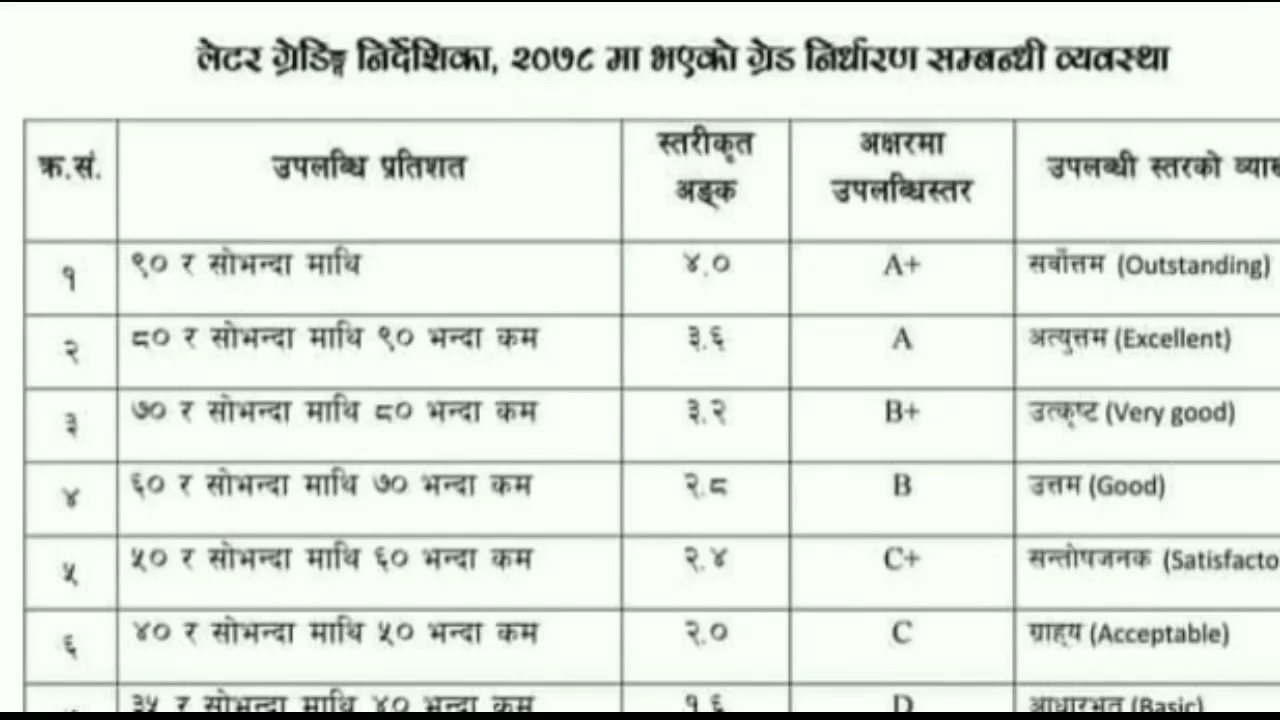 लेटर ग्रेडिङ्ग निर्देशिका, २०७८ मा भएको ग्रेड निर्धारण सम्बन्धी व्यवस्था
क्र.सं. उपलब्धि प्रतिशत स्तरीकृत अङ्क अक्षरमा उपलब्धिस्तर उपलब्धी स्तरको
१ ९० र सोभन्दा माथि ४.० A+ सर्वोत्तम (Outstanding)
२ ८० र सोभन्दा माथि ९० भन्दा कम ३.६ A अत्युत्तम (Excellent)
३ ७० र सोभन्दा माथि ८० भन्दा कम ३.२ B+ उत्कृष्ट (Very good)
४ ६० र सोभन्दा माथि ७० भन्दा कम २.८ B उत्तम (Good)
५ ५० र सोभन्दा माथि ६० भन्दा कम २.४ C+ सन्तोषजनक (Satisfacto
६ ४० र सोभन्दा माथि ५० भन्दा कम २.० C ग्राह्य (Acceptable)
३५ र सोभन्दा माथि ४० भन्दा कम १.६ D आधारभूत (Basic)